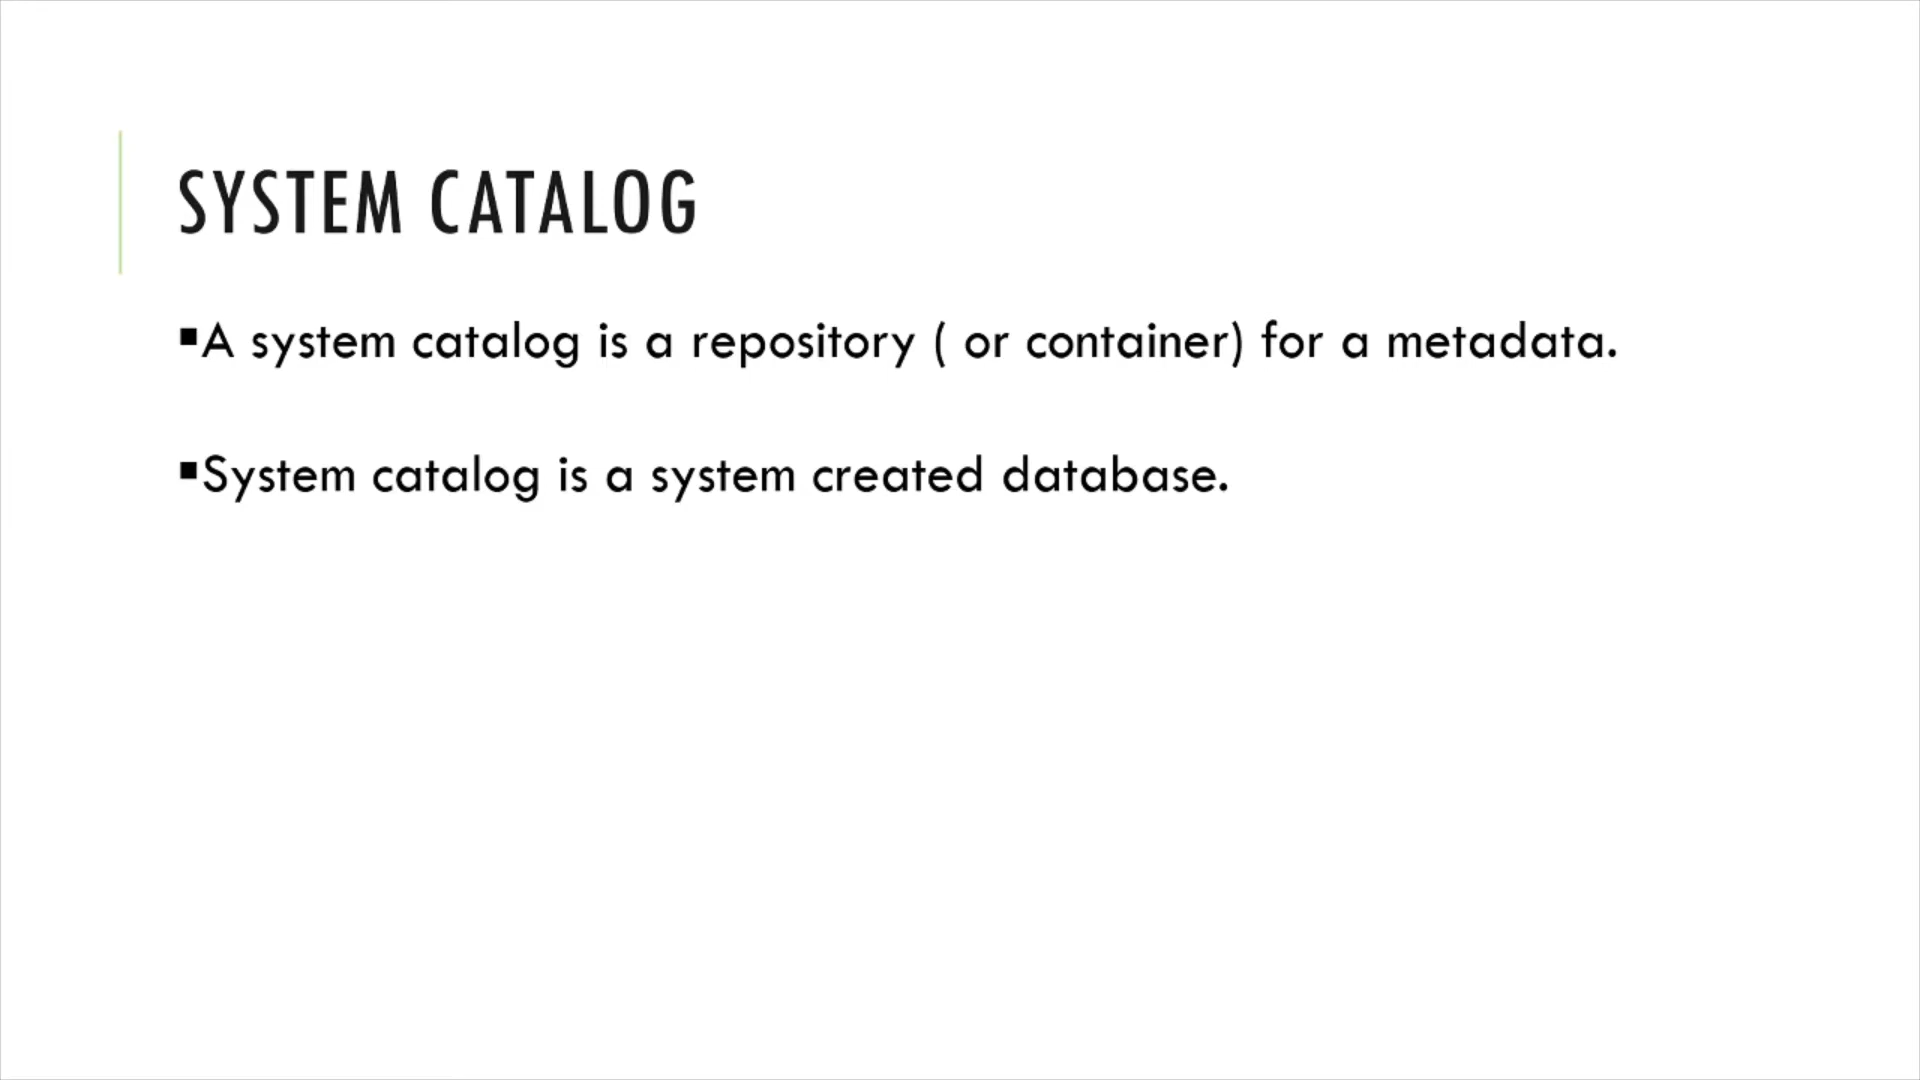 SYSTEM CATALOG
▪A system catalog is a repository ( or container) for a metadata.
▪System catalog is a system created database.